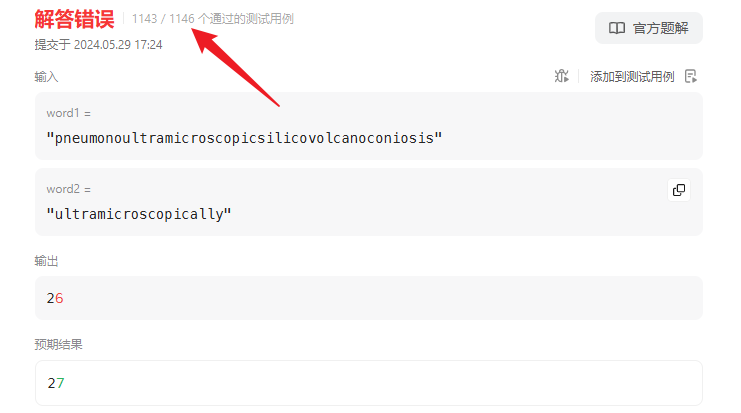 解答错误 1143 / 1146 个通过的测试用例
官方题解
提交于 2024.05.29 17:24
输入
添加到测试用例
word1 =
"pneumonoultramicroscopicsilicovolcanoconiosis"
word2 =
"ultramicroscopically"
输出
26
预期结果
27